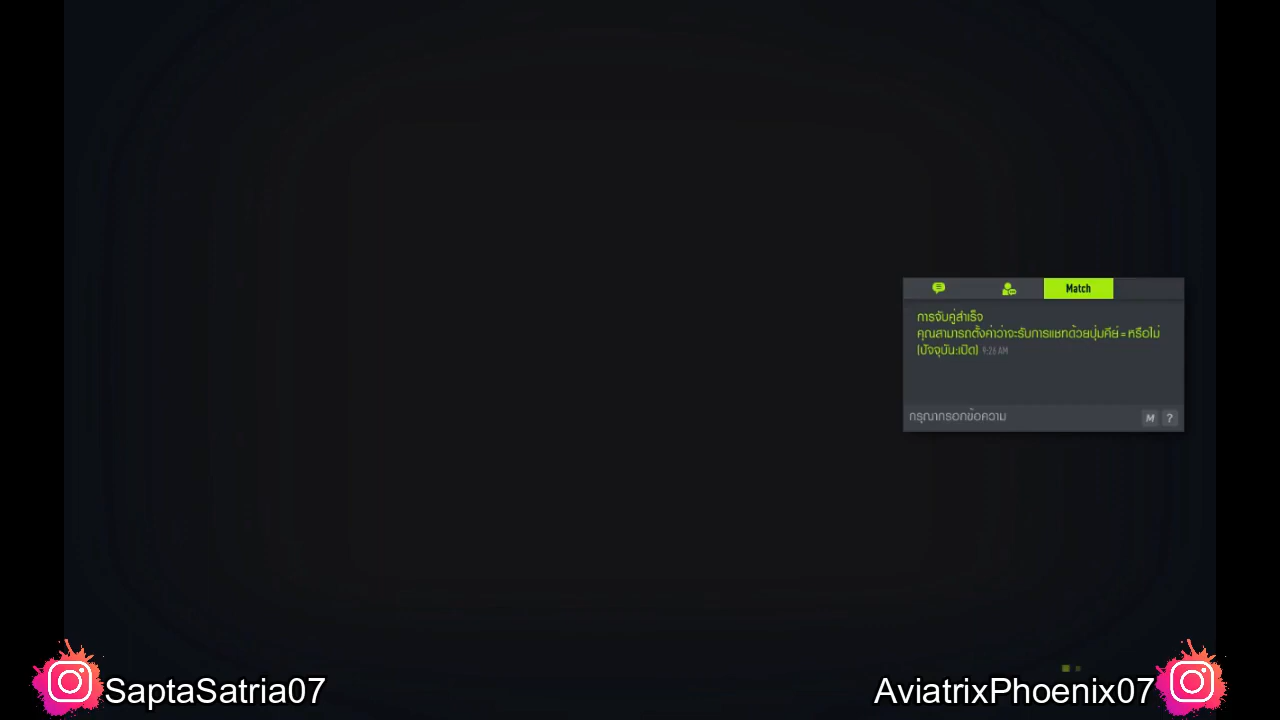 Match
การจับคู่สำเร็จ
คุณสามารถตั้งค่าว่าจะรับการแชทด้วยปุ่มคีย์ = หรือไม่
(ปัจจุบัน:เปิด) 9:26 AM
กรุณากรอกข้อความ
M ?
SaptaSatria07
AviatrixPhoenix07